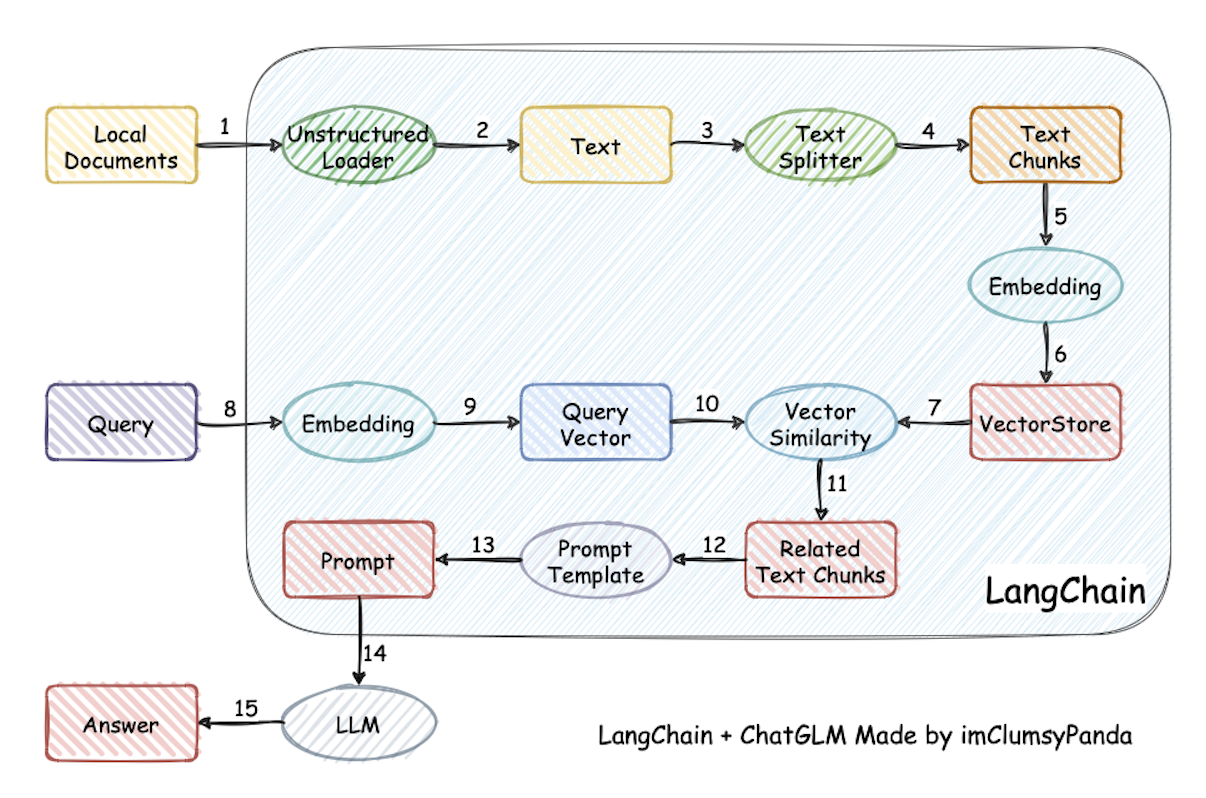 Local
Documents
1
Unstructured
Loader
2
Text
3
Text
Splitter
4
Text
Chunks
5
Embedding
6
Query
8
Embedding
9
Query
Vector
10
Vector
Similarity
7
VectorStore
11
Prompt
13
Prompt
Template
12
Related
Text Chunks
LangChain
14
Answer
15
LLM
LangChain + ChatGLM Made by imClumsyPanda